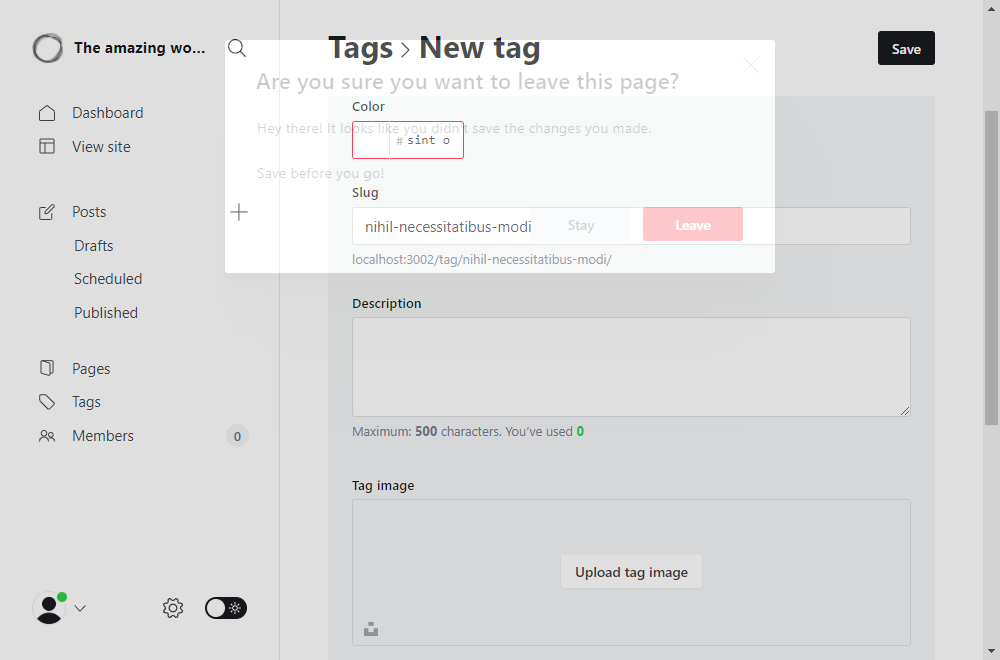 The amazing wo...
Tags > New tag
Save
Are you sure you want to leave this page?
Dashboard
View site
Color
Hey there! It looks like you didn't save the changes you made.
# sint o
Save before you go!
Slug
Posts
nihil-necessitatibus-modi
Stay
Leave
Drafts
localhost:3002/tag/nihil-necessitatibus-modi/
Scheduled
Description
Published
Pages
Tags
Members
0
Maximum: 500 characters. You've used 0
Tag image
Upload tag image